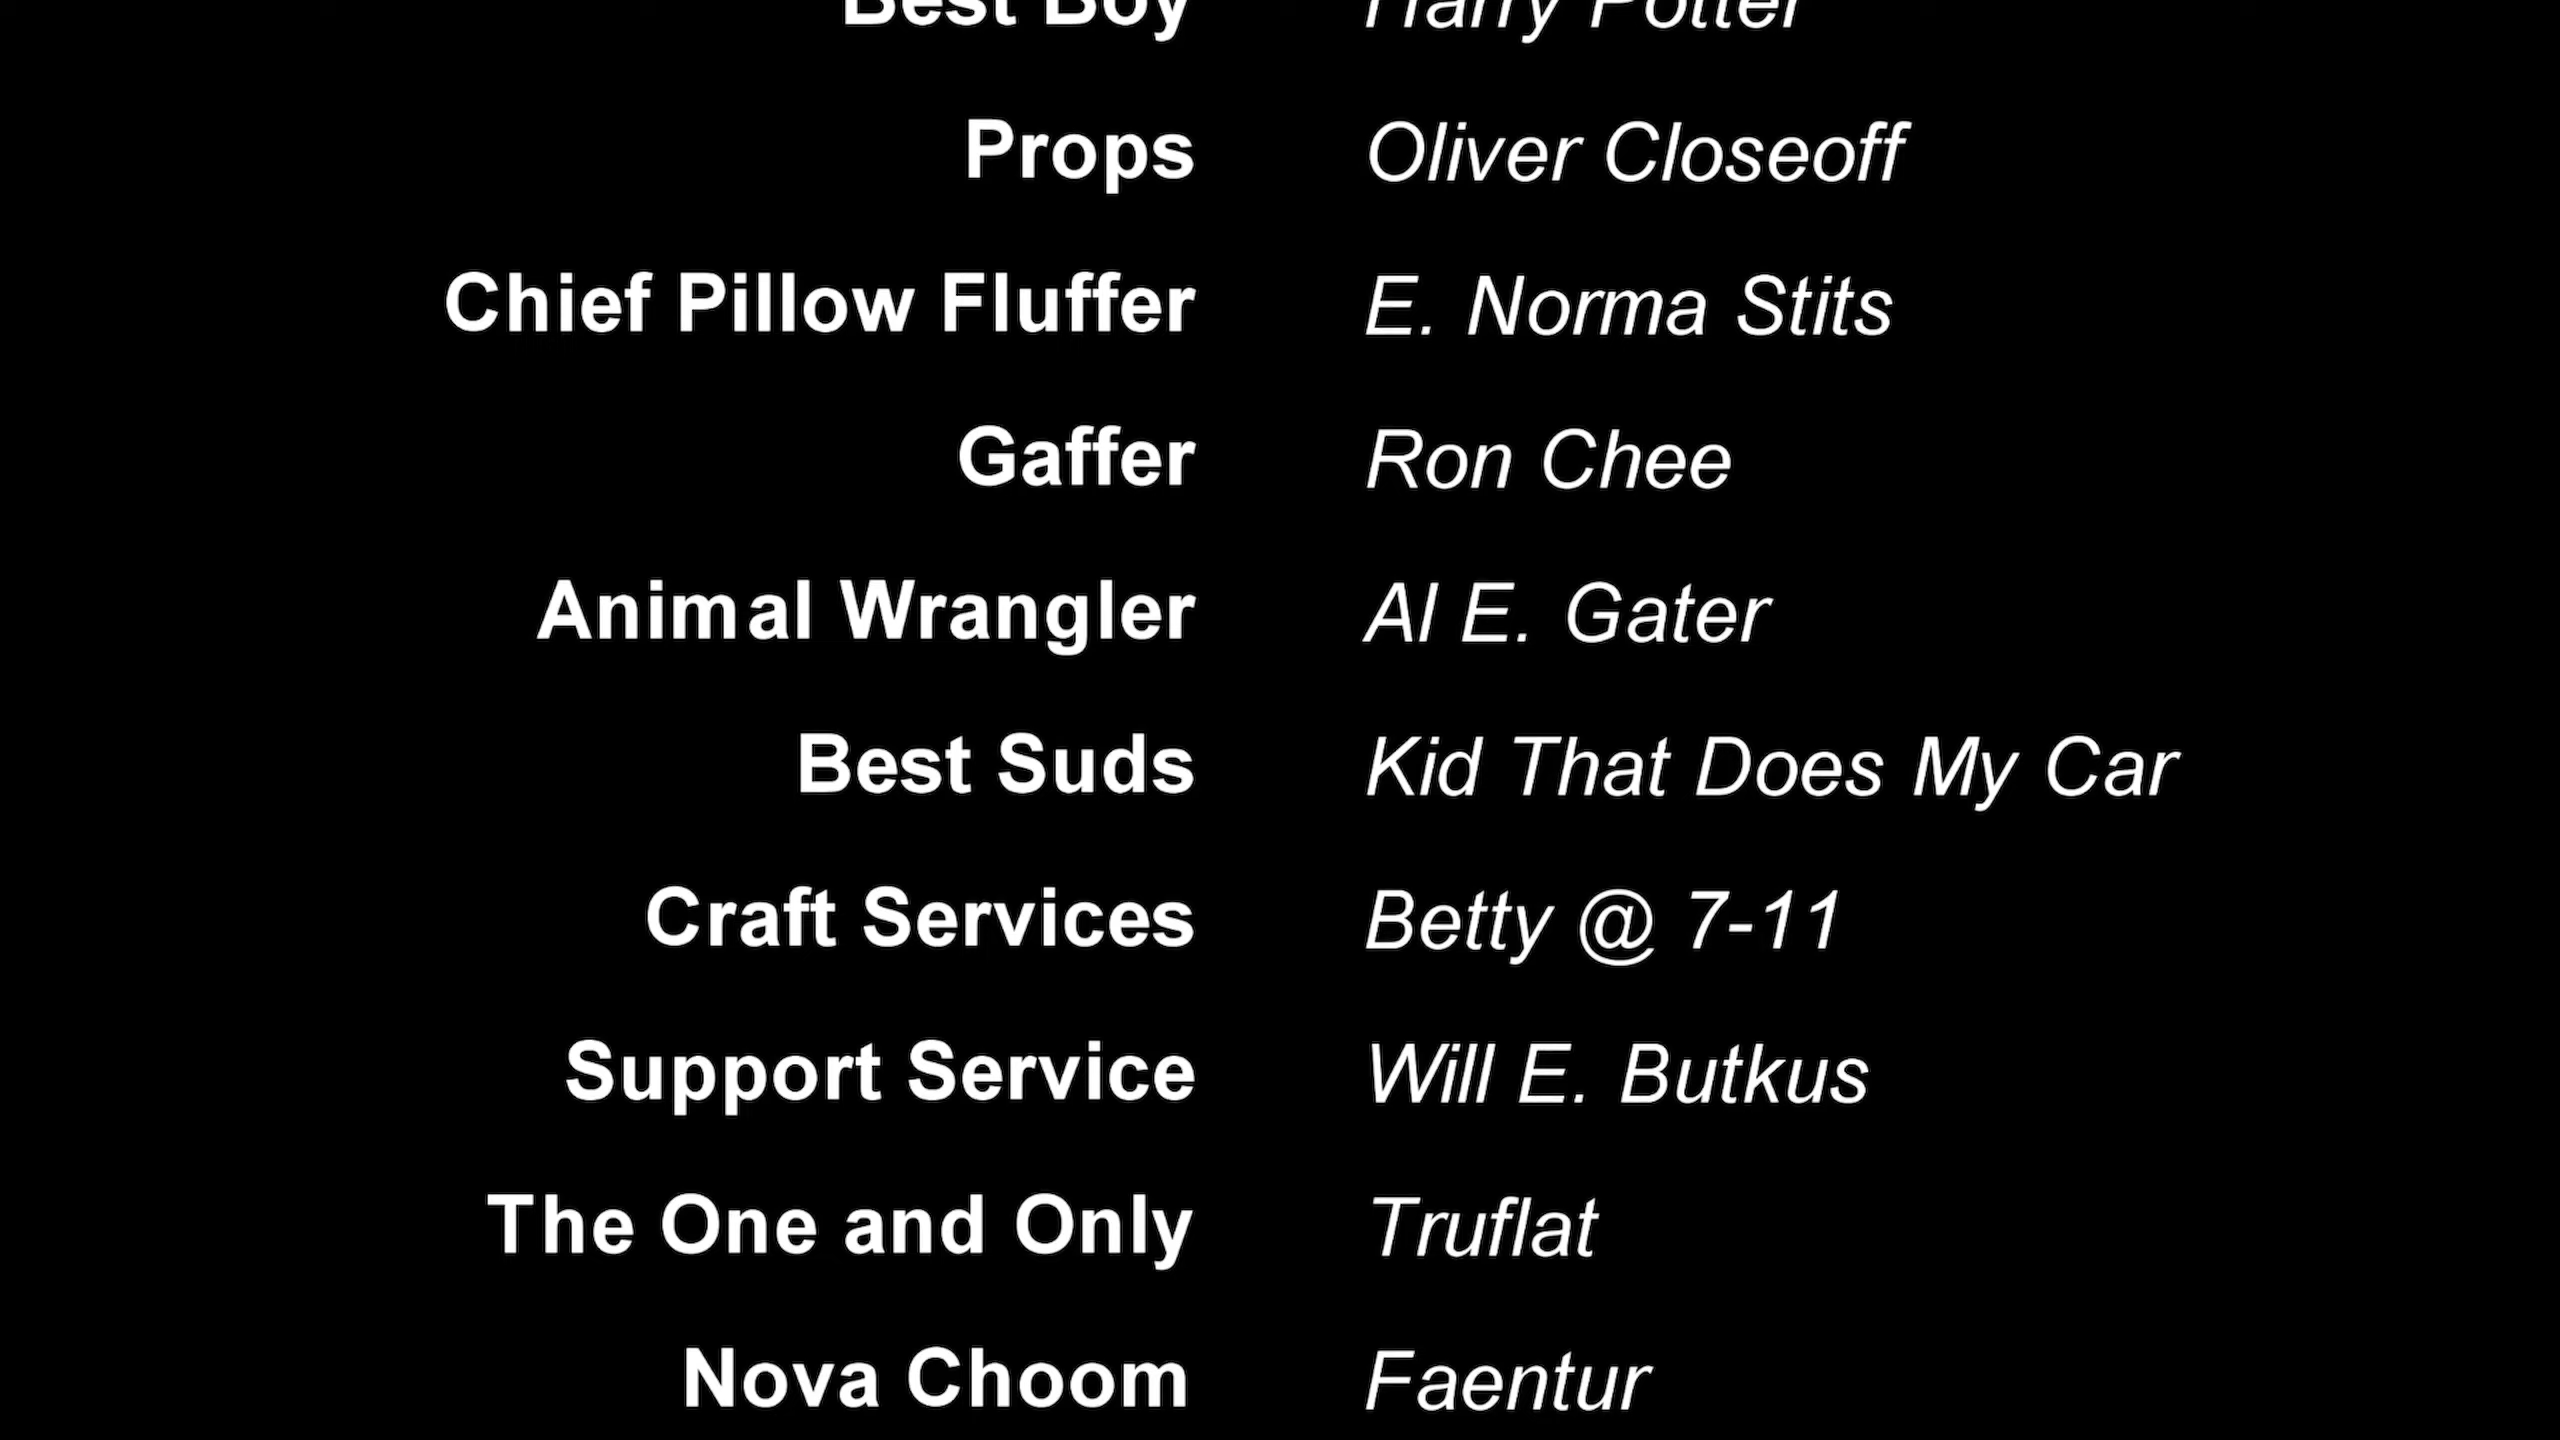 Best Boy Harry Potter
Props Oliver Closeoff
Chief Pillow Fluffer E. Norma Stits
Gaffer Ron Chee
Animal Wrangler Al E. Gater
Best Suds Kid That Does My Car
Craft Services Betty @ 7-11
Support Service Will E. Butkus
The One and Only Truflat
Nova Choom Faentur